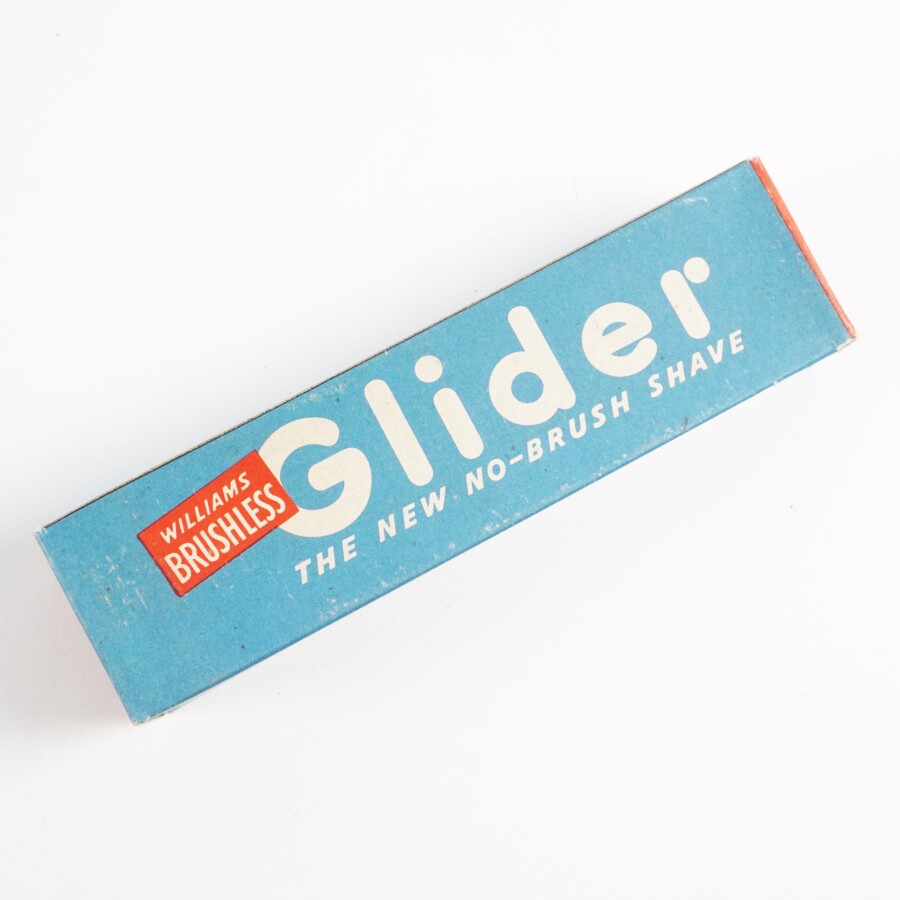 WILLIAMS
BRUSHLESS
Glider
THE NEW NO-BRUSH SHAVE